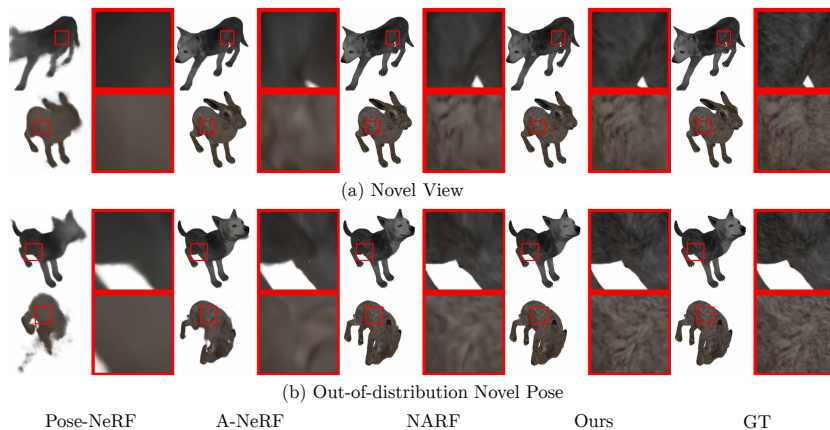 (a) Novel View
(b) Out-of-distribution Novel Pose
Pose-NeRF A-NeRF NARF Ours GT